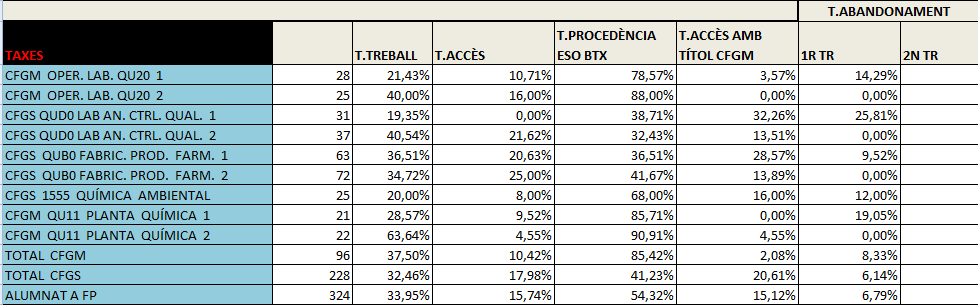 T.ABANDONAMENT
TAXES T.TREBALL T.ACCÈS T.PROCEDÈNCIA ESO BTX T.ACCÈS AMB TÍTOL CFGM 1R TR 2N TR
CFGM OPER. LAB. QU20 1 28 21,43% 10,71% 78,57% 3,57% 14,29%
CFGM OPER. LAB. QU20 2 25 40,00% 16,00% 88,00% 0,00% 0,00%
CFGS QUD0 LAB AN. CTRL. QUAL. 1 31 19,35% 0,00% 38,71% 32,26% 25,81%
CFGS QUD0 LAB AN. CTRL. QUAL. 2 37 40,54% 21,62% 32,43% 13,51% 0,00%
CFGS QUB0 FABRIC. PROD. FARM. 1 63 36,51% 20,63% 36,51% 28,57% 9,52%
CFGS QUB0 FABRIC. PROD. FARM. 2 72 34,72% 25,00% 41,67% 13,89% 0,00%
CFGS 1555 QUÍMICA AMBIENTAL 25 20,00% 8,00% 68,00% 16,00% 12,00%
CFGM QU11 PLANTA QUÍMICA 1 21 28,57% 9,52% 85,71% 0,00% 19,05%
CFGM QU11 PLANTA QUÍMICA 2 22 63,64% 4,55% 90,91% 4,55% 0,00%
TOTAL CFGM 96 37,50% 10,42% 85,42% 2,08% 8,33%
TOTAL CFGS 228 32,46% 17,98% 41,23% 20,61% 6,14%
ALUMNAT A FP 324 33,95% 15,74% 54,32% 15,12% 6,79%